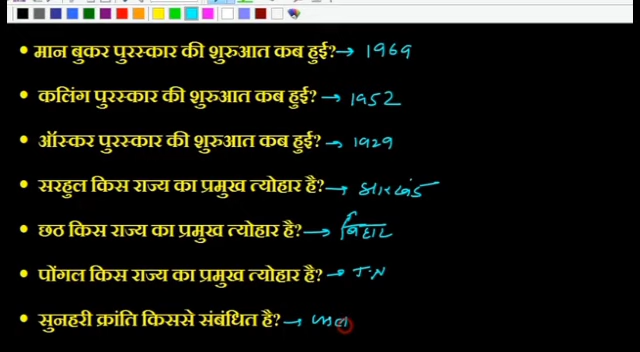 • मान बुकर पुरस्कार की शुरुआत कब हुई? → 1969
• कलिंग पुरस्कार की शुरुआत कब हुई? → 1952
• ऑस्कर पुरस्कार की शुरुआत कब हुई? → 1929
• सरहुल किस राज्य का प्रमुख त्योहार है? → झारखंड
• छठ किस राज्य का प्रमुख त्योहार है? → बिहार
• पोंगल किस राज्य का प्रमुख त्योहार है? → T.N
• सुनहरी क्रांति किससे संबंधित है? → फल